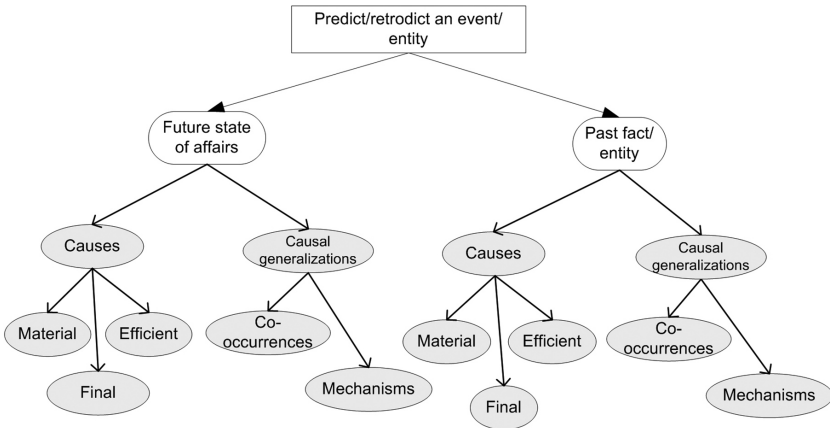 Predict/retrodict an event/
entity
Future state
of affairs
Past fact/
entity
Causes
Causal
generalizations
Material
Efficient
Final
Co-
occurrences
Mechanisms
Causes
Causal
generalizations
Material
Efficient
Final
Co-
occurrences
Mechanisms